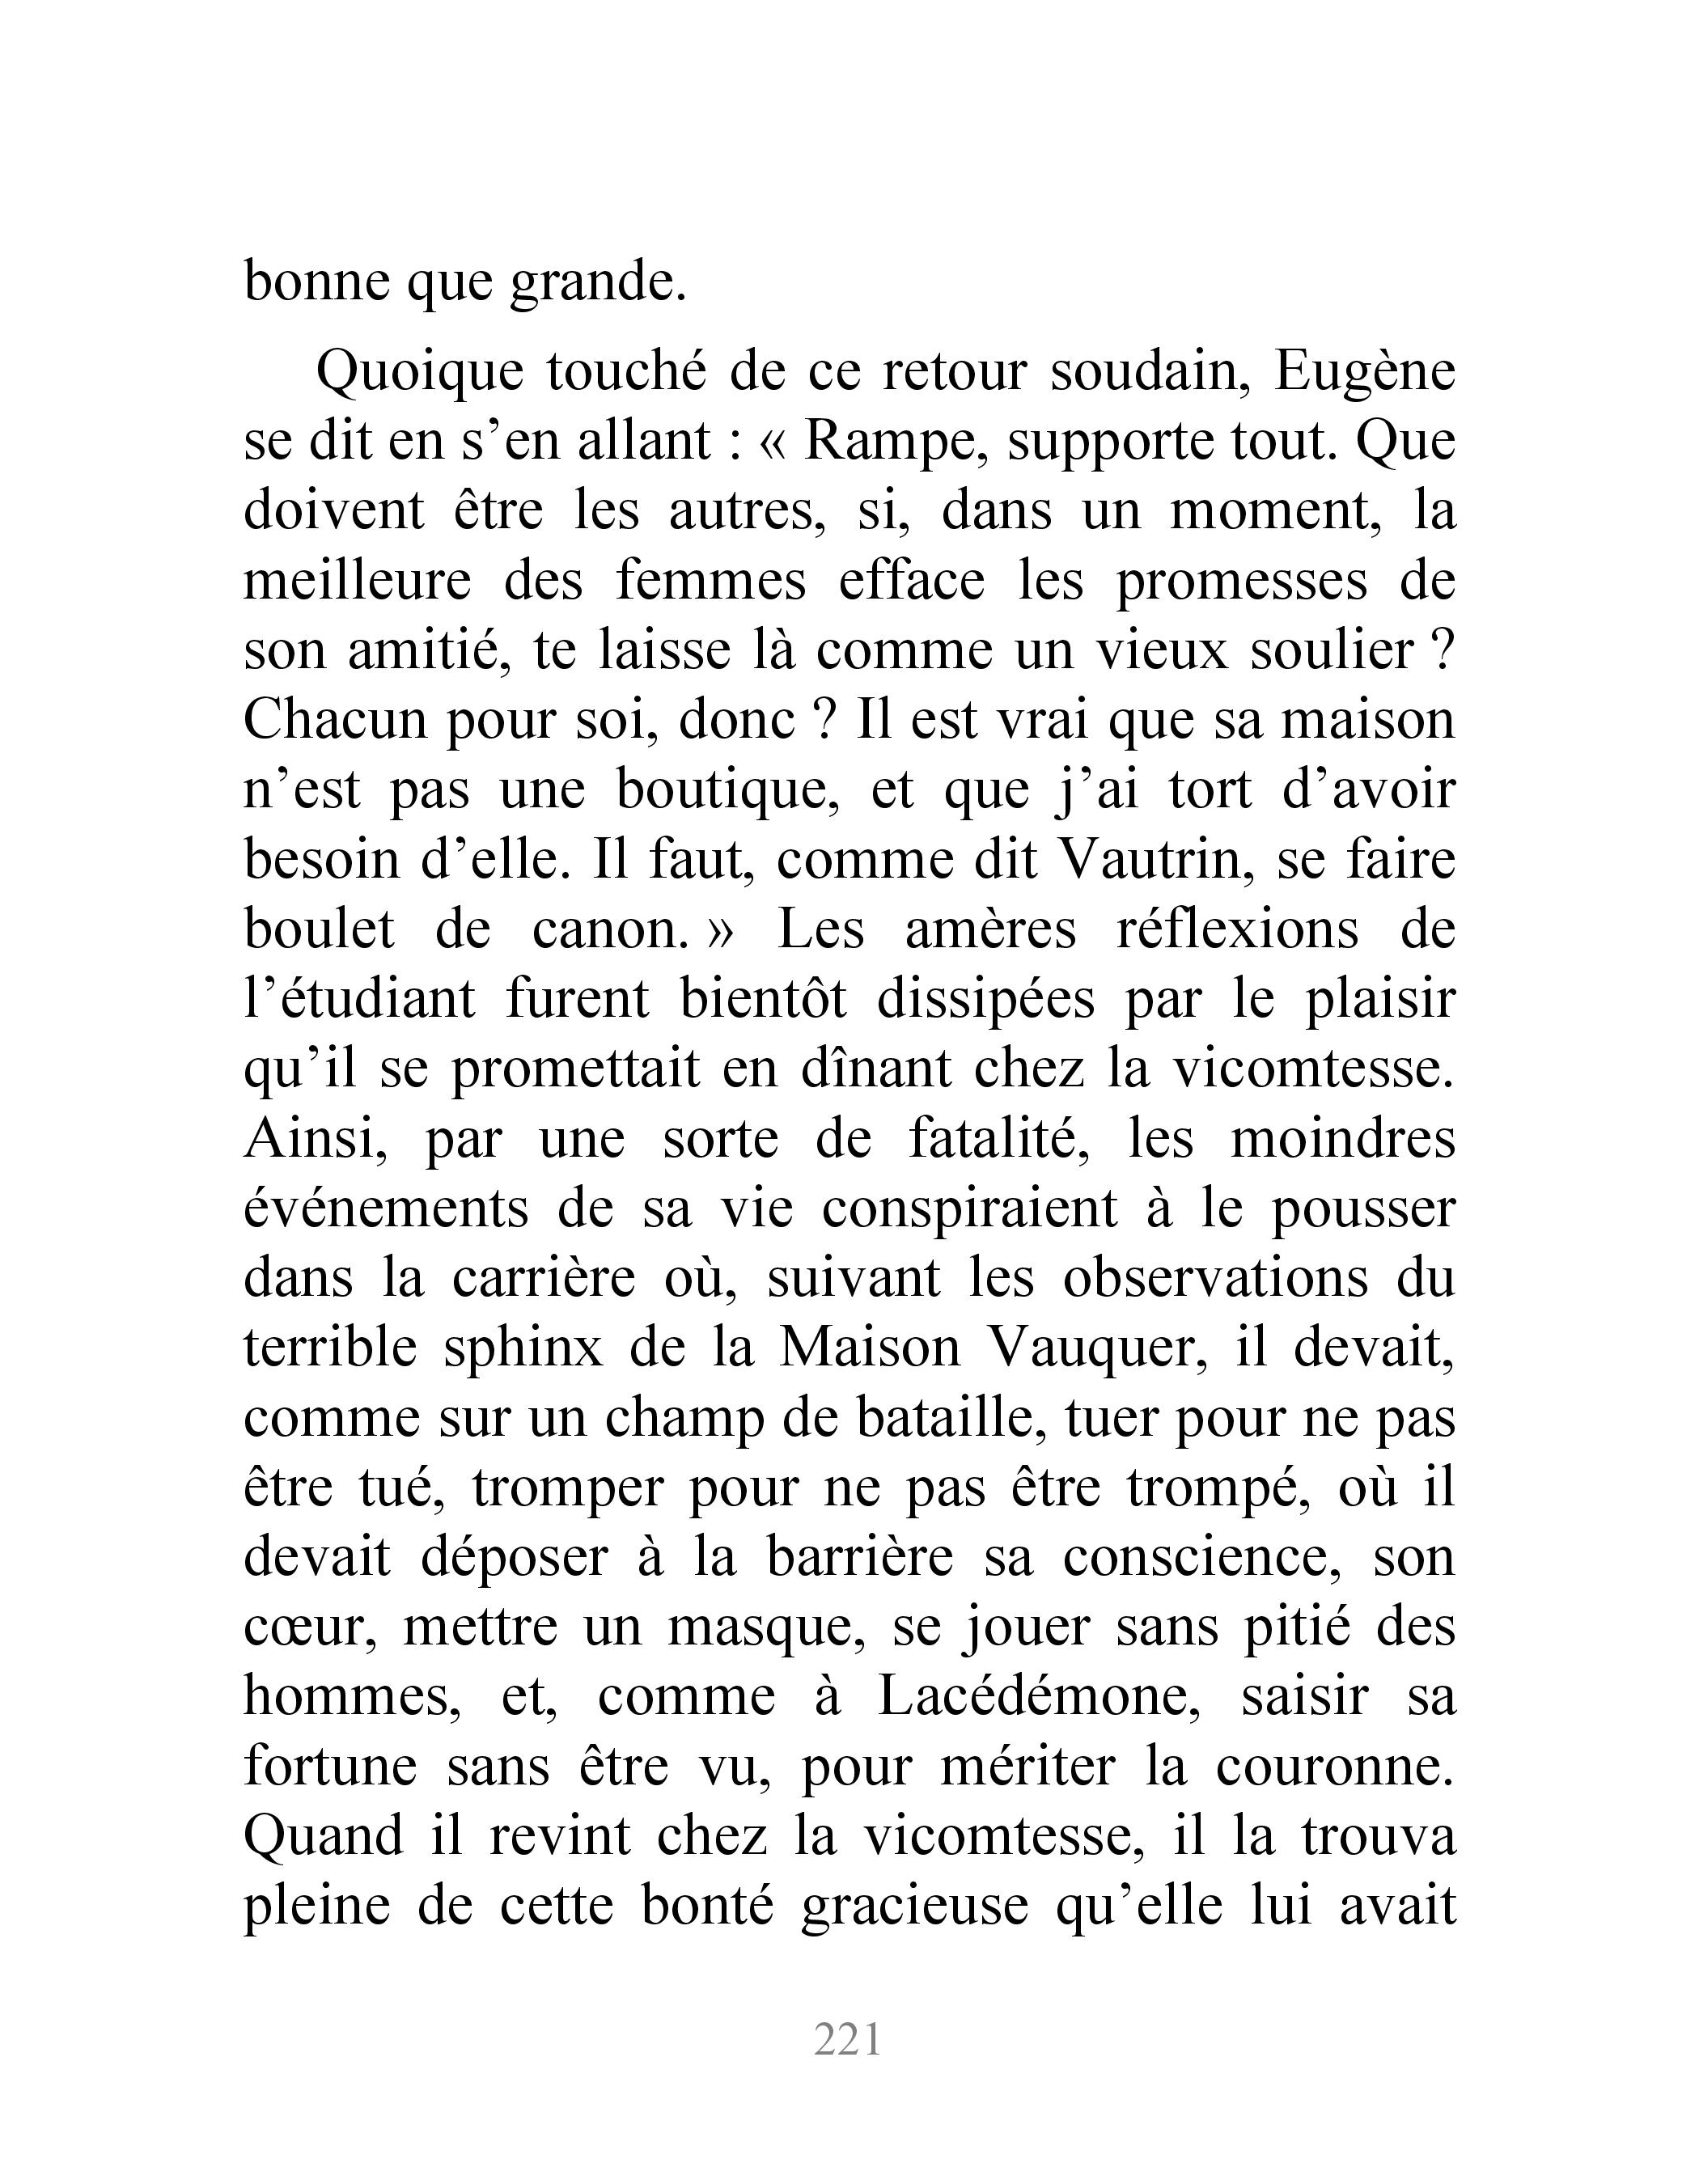 bonne que grande.
Quoique touché de ce retour soudain, Eugène
se dit en s’en allant : « Rampe, supporte tout. Que
doivent être les autres, si, dans un moment, la
meilleure des femmes efface les promesses de
son amitié, te laisse là comme un vieux soulier ?
Chacun pour soi, donc ? Il est vrai que sa maison
n’est pas une boutique, et que j’ai tort d’avoir
besoin d’elle. Il faut, comme dit Vautrin, se faire
boulet de canon. » Les amères réflexions de
l’étudiant furent bientôt dissipées par le plaisir
qu’il se promettait en dînant chez la vicomtesse.
Ainsi, par une sorte de fatalité, les moindres
événements de sa vie conspiraient à le pousser
dans la carrière où, suivant les observations du
terrible sphinx de la Maison Vauquer, il devait,
comme sur un champ de bataille, tuer pour ne pas
être tué, tromper pour ne pas être trompé, où il
devait déposer à la barrière sa conscience, son
cœur, mettre un masque, se jouer sans pitié des
hommes, et, comme à Lacédémone, saisir sa
fortune sans être vu, pour mériter la couronne.
Quand il revint chez la vicomtesse, il la trouva
pleine de cette bonté gracieuse qu’elle lui avait
221